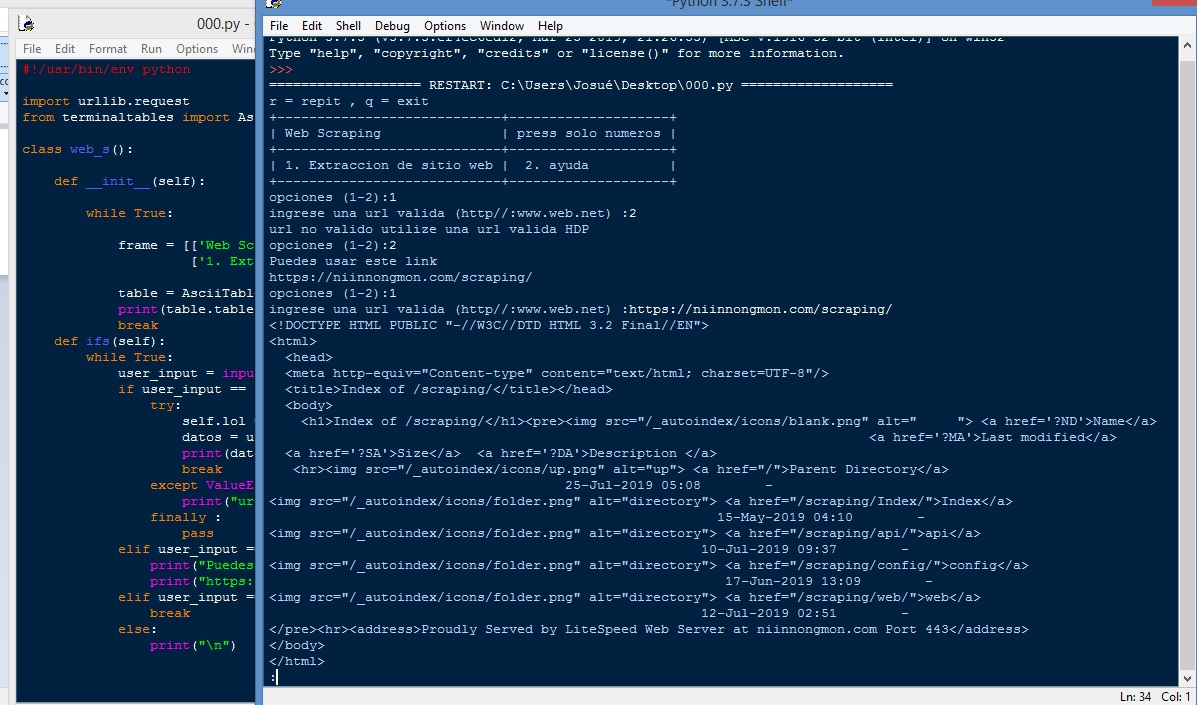 000.py -
File Edit Format Run Options Win
#!/usr/bin/env python
import urllib.request
from terminaltables import As
class web_s():
def __init__(self):
while True:
frame = [['Web Sc
['1. Ext
table = AsciiTabl
print(table.table
break
def ifs(self):
while True:
user_input = inpu
if user_input ==
try:
self.lol =
datos = u
print(dat
break
except ValueE
print("ur
finally :
pass
elif user_input =
print("Puedes
print("https:
elif user_input =
break
else:
print("\n")
"Python 3.7.3 Shell"
File Edit Shell Debug Options Window Help
Type "help", "copyright", "credits" or "license()" for more information.
>>>
=================== RESTART: C:\Users\Josué\Desktop\000.py ===================
r = repit , q = exit
+----------------------------+--------------------+
| Web Scraping | press solo numeros |
+----------------------------+--------------------+
| 1. Extraccion de sitio web | 2. ayuda |
+----------------------------+--------------------+
opciones (1-2):1
ingrese una url valida (http//:www.web.net) :2
url no valido utilize una url valida HDP
opciones (1-2):2
Puedes usar este link
https://niinnongmon.com/scraping/
opciones (1-2):1
ingrese una url valida (http//:www.web.net) :https://niinnongmon.com/scraping/
<!DOCTYPE HTML PUBLIC "-//W3C//DTD HTML 3.2 Final//EN">
<html>
<head>
<meta http-equiv="Content-type" content="text/html; charset=UTF-8"/>
<title>Index of /scraping/</title></head>
<body>
<h1>Index of /scraping/</h1><pre><img src="/_autoindex/icons/blank.png" alt="     "> <a href='?ND'>Name</a>
<a href='?MA'>Last modified</a>
<a href='?SA'>Size</a>  <a href='?DA'>Description </a>
<hr><img src="/_autoindex/icons/up.png" alt="up"> <a href="/">Parent Directory</a>
25-Jul-2019 05:08 -
<img src="/_autoindex/icons/folder.png" alt="directory"> <a href="/scraping/Index/">Index</a>
15-May-2019 04:10 -
<img src="/_autoindex/icons/folder.png" alt="directory"> <a href="/scraping/api/">api</a>
10-Jul-2019 09:37 -
<img src="/_autoindex/icons/folder.png" alt="directory"> <a href="/scraping/config/">config</a>
17-Jun-2019 13:09 -
<img src="/_autoindex/icons/folder.png" alt="directory"> <a href="/scraping/web/">web</a>
12-Jul-2019 02:51 -
</pre><hr><address>Proudly Served by LiteSpeed Web Server at niinnongmon.com Port 443</address>
</body>
</html>
:
Ln: 34 Col: 1